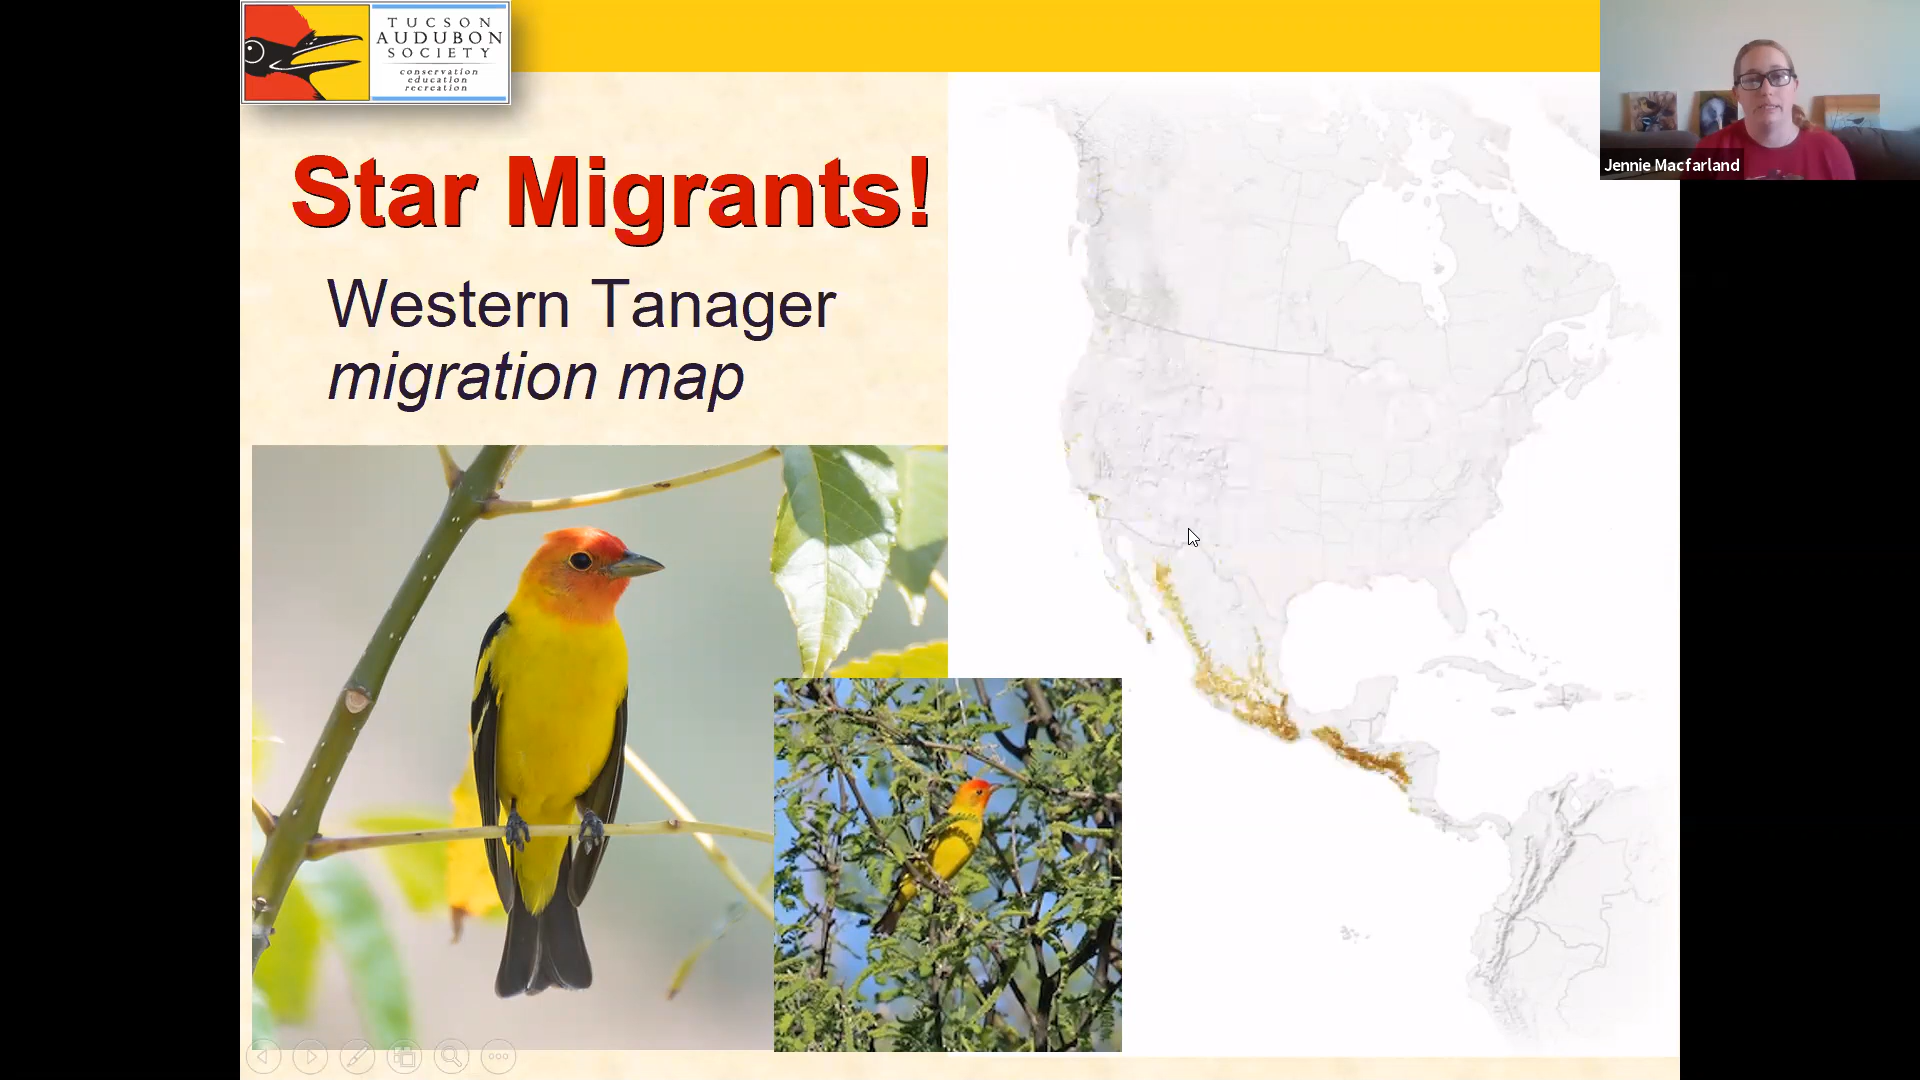 TUCSON
AUDUBON
SOCIETY
conservation
education
recreation
Star Migrants!
Western Tanager
migration map
Jennie Macfarland